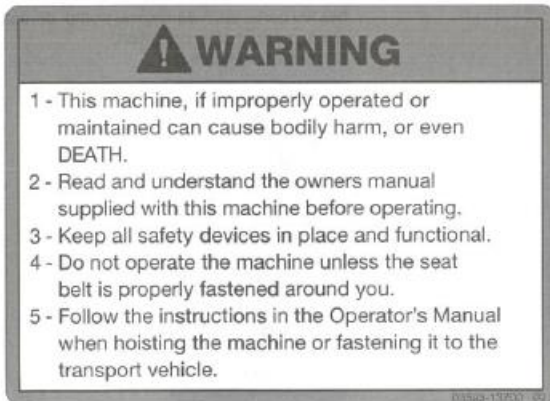 WARNING
1 - This machine, if improperly operated or
maintained can cause bodily harm, or even
DEATH.
2 - Read and understand the owners manual
supplied with this machine before operating.
3 - Keep all safety devices in place and functional.
4 - Do not operate the machine unless the seat
belt is properly fastened around you.
5 - Follow the instructions in the Operator's Manual
when hoisting the machine or fastening it to the
transport vehicle.